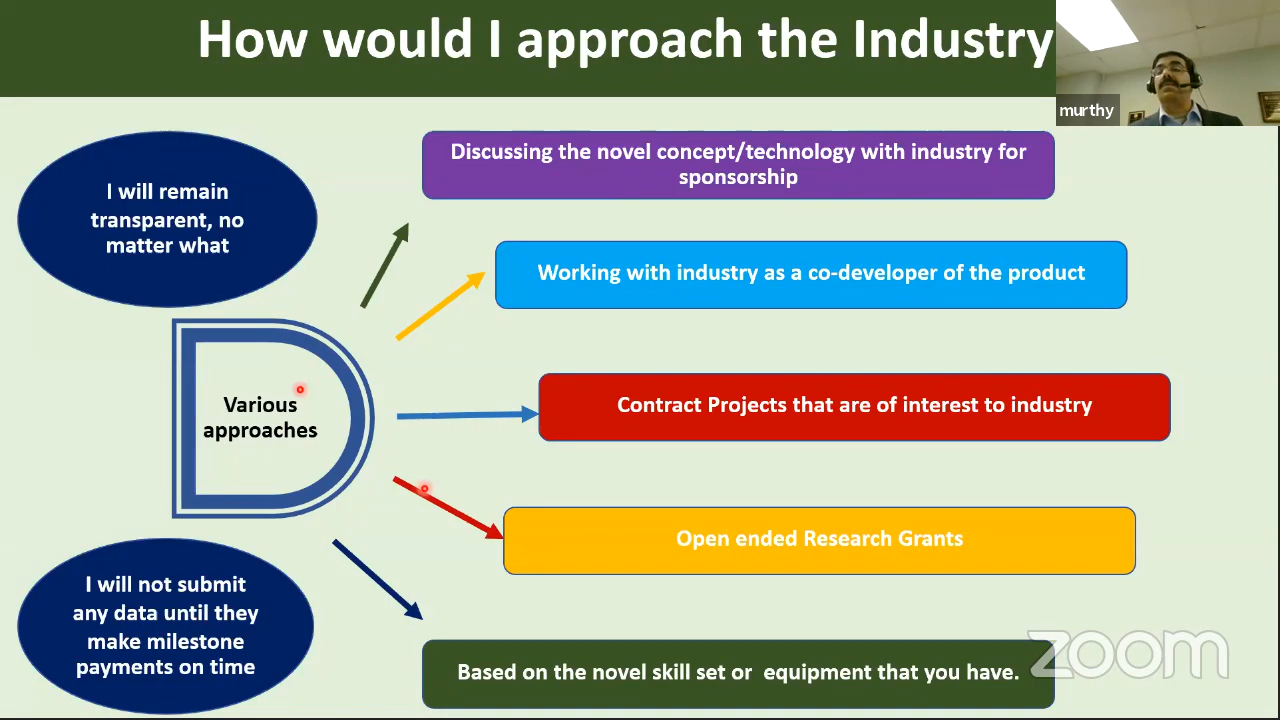 How would I approach the Industry
murthy
I will remain
transparent, no
matter what
Discussing the novel concept/technology with industry for
sponsorship
Working with industry as a co-developer of the product
Various
approaches
Contract Projects that are of interest to industry
Open ended Research Grants
I will not submit
any data until they
make milestone
payments on time
Based on the novel skill set or  equipment that you have.
zoom